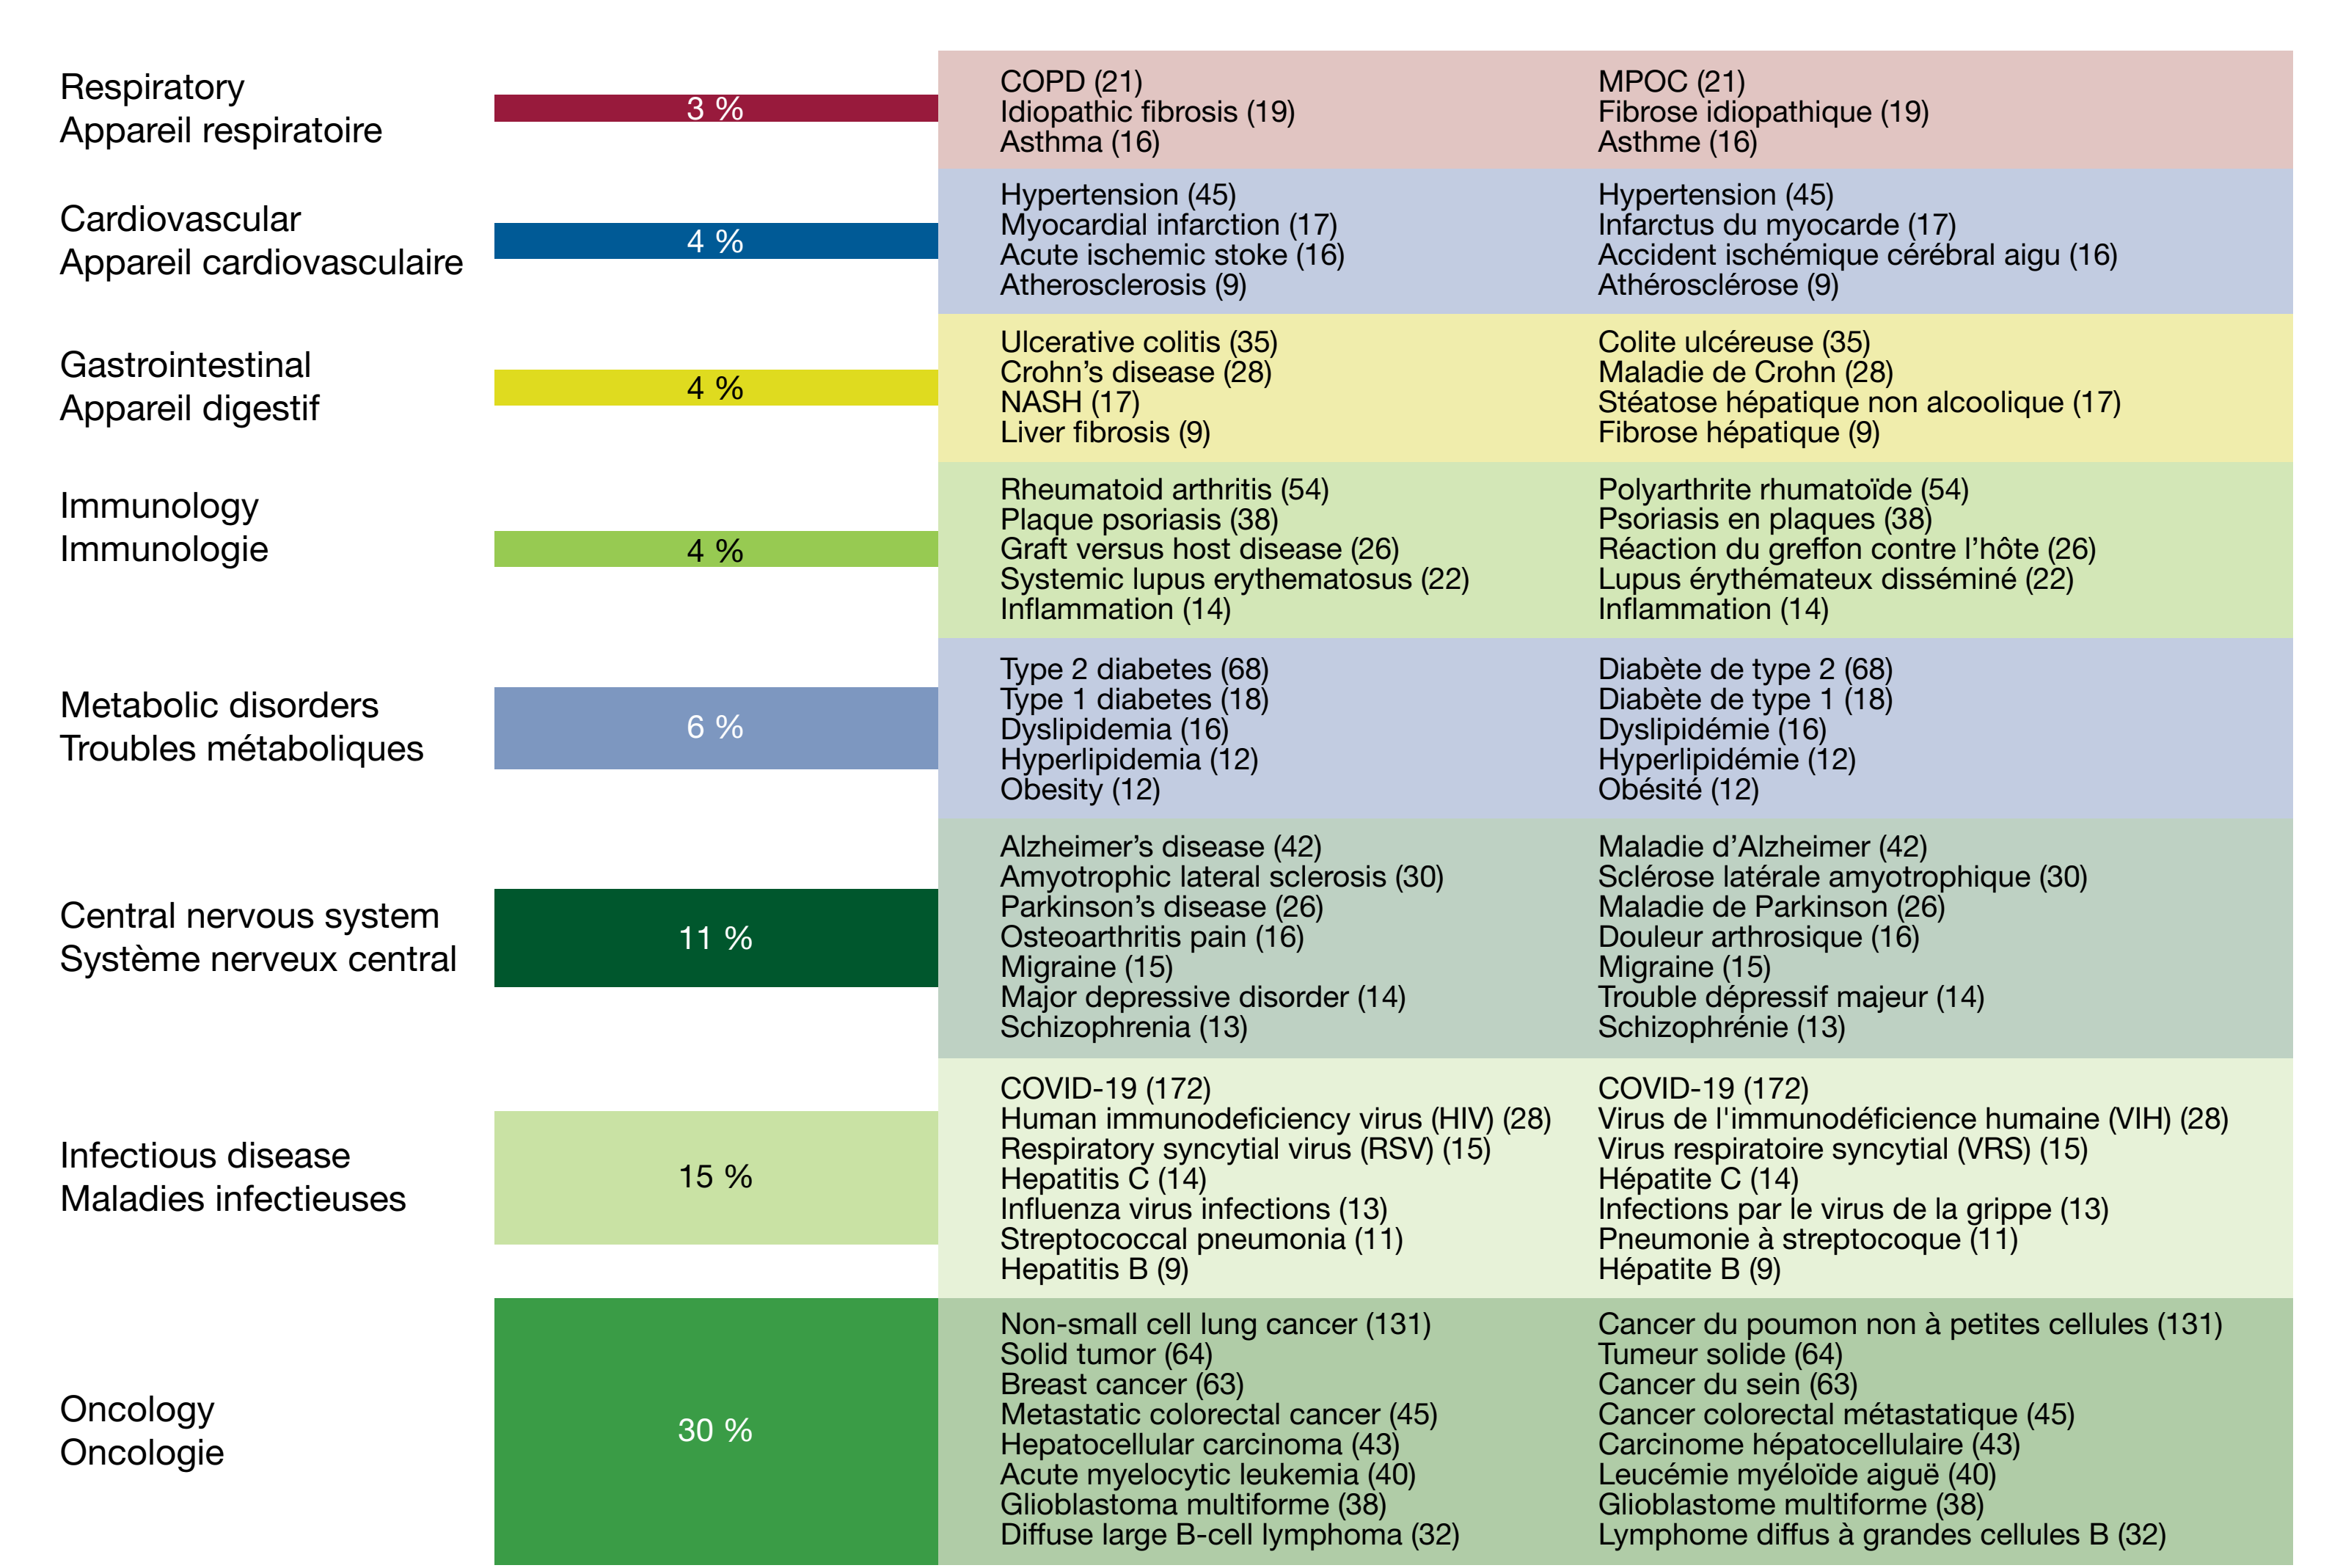 Respiratory
Appareil respiratoire
3 %
COPD (21)
Idiopathic fibrosis (19)
Asthma (16)
MPOC (21)
Fibrose idiopathique (19)
Asthme (16)
Cardiovascular
Appareil cardiovasculaire
4 %
Hypertension (45)
Myocardial infarction (17)
Acute ischemic stoke (16)
Atherosclerosis (9)
Hypertension (45)
Infarctus du myocarde (17)
Accident ischémique cérébral aigu (16)
Athérosclérose (9)
Gastrointestinal
Appareil digestif
4 %
Ulcerative colitis (35)
Crohn’s disease (28)
NASH (17)
Liver fibrosis (9)
Colite ulcéreuse (35)
Maladie de Crohn (28)
Stéatose hépatique non alcoolique (17)
Fibrose hépatique (9)
Immunology
Immunologie
4 %
Rheumatoid arthritis (54)
Plaque psoriasis (38)
Graft versus host disease (26)
Systemic lupus erythematosus (22)
Inflammation (14)
Polyarthrite rhumatoïde (54)
Psoriasis en plaques (38)
Réaction du greffon contre l’hôte (26)
Lupus érythémateux disséminé (22)
Inflammation (14)
Metabolic disorders
Troubles métaboliques
6 %
Type 2 diabetes (68)
Type 1 diabetes (18)
Dyslipidemia (16)
Hyperlipidemia (12)
Obesity (12)
Diabète de type 2 (68)
Diabète de type 1 (18)
Dyslipidémie (16)
Hyperlipidémie (12)
Obésité (12)
Central nervous system
Système nerveux central
11 %
Alzheimer’s disease (42)
Amyotrophic lateral sclerosis (30)
Parkinson’s disease (26)
Osteoarthritis pain (16)
Migraine (15)
Major depressive disorder (14)
Schizophrenia (13)
Maladie d’Alzheimer (42)
Sclérose latérale amyotrophique (30)
Maladie de Parkinson (26)
Douleur arthrosique (16)
Migraine (15)
Trouble dépressif majeur (14)
Schizophrénie (13)
Infectious disease
Maladies infectieuses
15 %
COVID-19 (172)
Human immunodeficiency virus (HIV) (28)
Respiratory syncytial virus (RSV) (15)
Hepatitis C (14)
Influenza virus infections (13)
Streptococcal pneumonia (11)
Hepatitis B (9)
COVID-19 (172)
Virus de l'immunodéficience humaine (VIH) (28)
Virus respiratoire syncytial (VRS) (15)
Hépatite C (14)
Infections par le virus de la grippe (13)
Pneumonie à streptocoque (11)
Hépatite B (9)
Oncology
Oncologie
30 %
Non-small cell lung cancer (131)
Solid tumor (64)
Breast cancer (63)
Metastatic colorectal cancer (45)
Hepatocellular carcinoma (43)
Acute myelocytic leukemia (40)
Glioblastoma multiforme (38)
Diffuse large B-cell lymphoma (32)
Cancer du poumon non à petites cellules (131)
Tumeur solide (64)
Cancer du sein (63)
Cancer colorectal métastatique (45)
Carcinome hépatocellulaire (43)
Leucémie myéloïde aiguë (40)
Glioblastome multiforme (38)
Lymphome diffus à grandes cellules B (32)